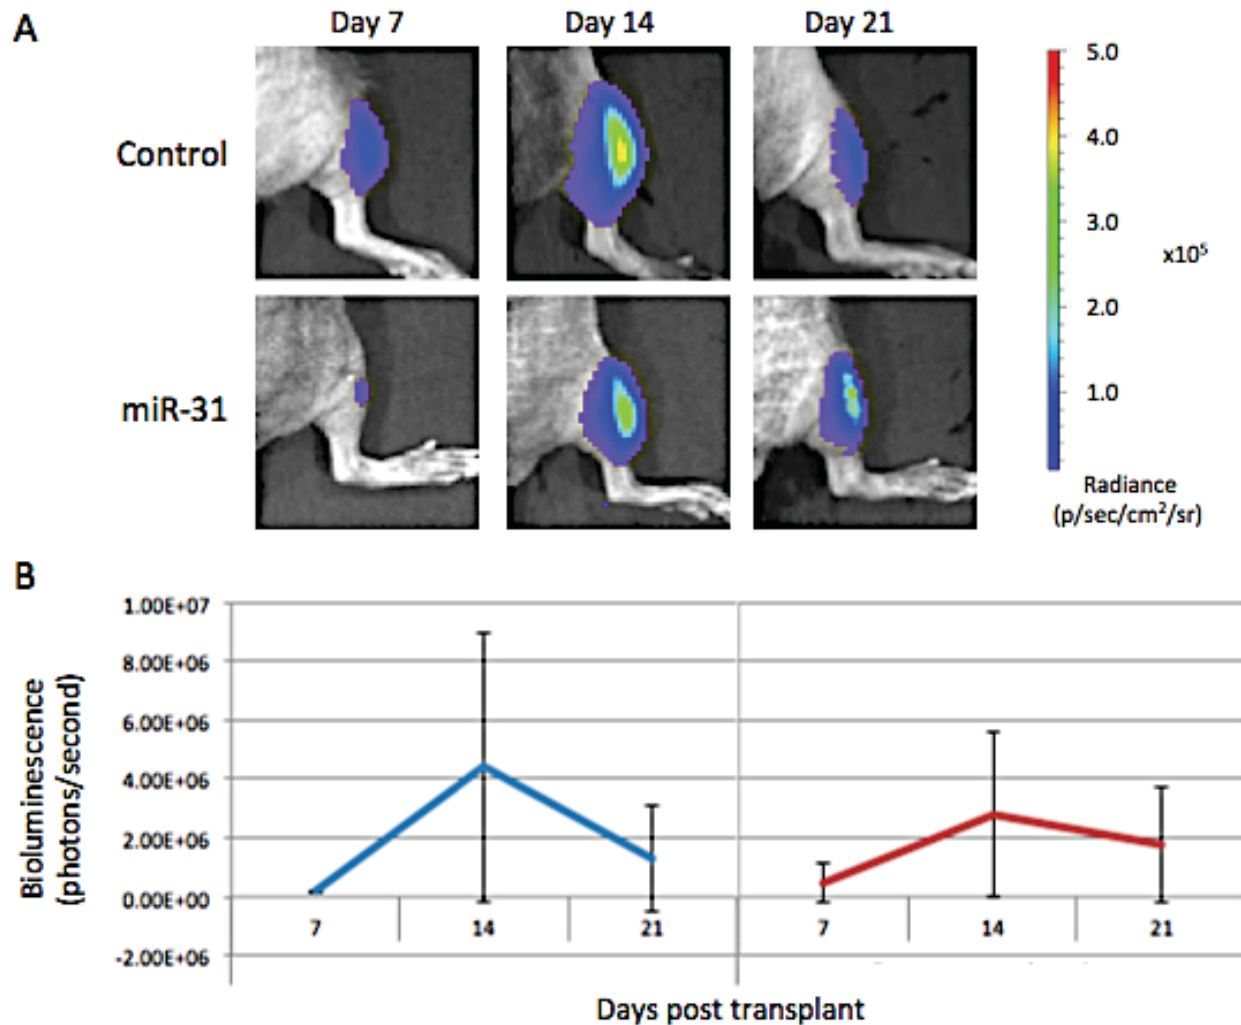 A
Day 7
Day 14
Day 21
Control
miR-31
5.0
4.0
3.0
x10⁵
2.0
1.0
Radiance
(p/sec/cm²/sr)
B
Bioluminescence
(photons/second)
1.00E+07
8.00E+06
6.00E+06
4.00E+06
2.00E+06
0.00E+00
-2.00E+06
7 14 21 7 14 21
Days post transplant